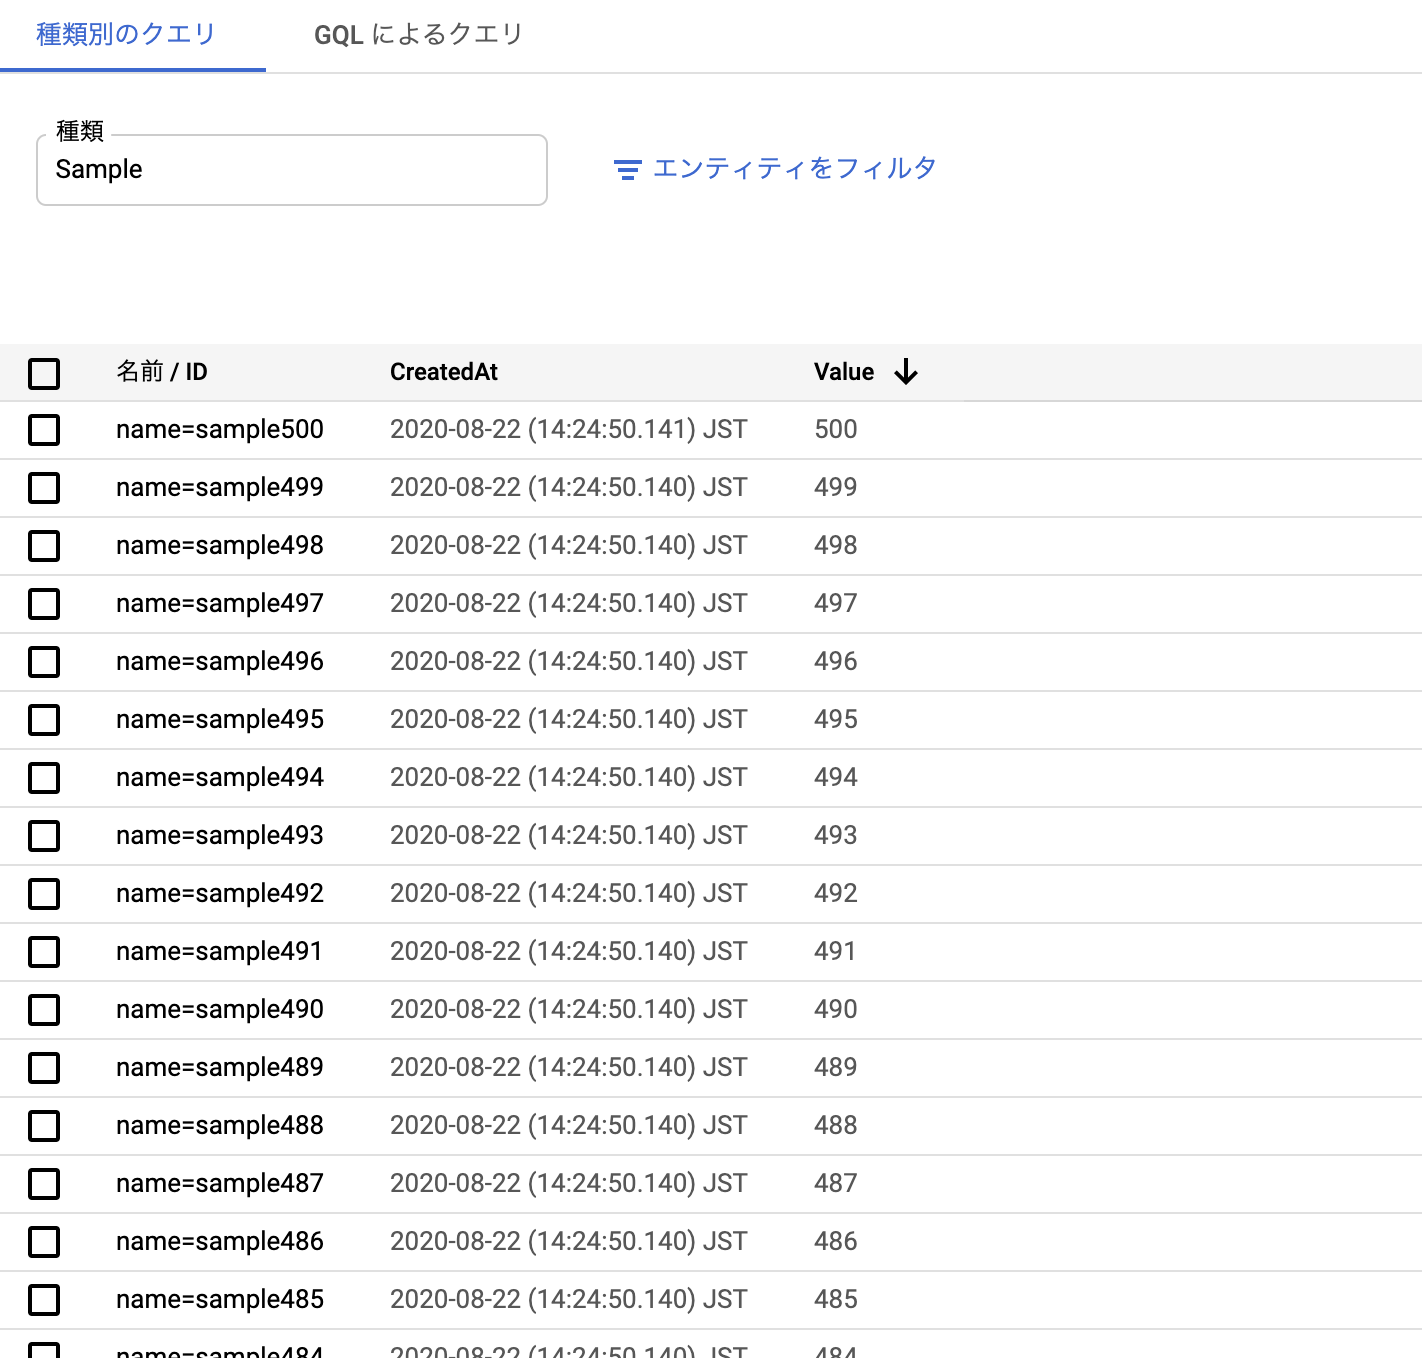 種類別のクエリ GQL によるクエリ
種類
Sample
エンティティをフィルタ
名前 / ID CreatedAt Value
name=sample500 2020-08-22 (14:24:50.141) JST 500
name=sample499 2020-08-22 (14:24:50.140) JST 499
name=sample498 2020-08-22 (14:24:50.140) JST 498
name=sample497 2020-08-22 (14:24:50.140) JST 497
name=sample496 2020-08-22 (14:24:50.140) JST 496
name=sample495 2020-08-22 (14:24:50.140) JST 495
name=sample494 2020-08-22 (14:24:50.140) JST 494
name=sample493 2020-08-22 (14:24:50.140) JST 493
name=sample492 2020-08-22 (14:24:50.140) JST 492
name=sample491 2020-08-22 (14:24:50.140) JST 491
name=sample490 2020-08-22 (14:24:50.140) JST 490
name=sample489 2020-08-22 (14:24:50.140) JST 489
name=sample488 2020-08-22 (14:24:50.140) JST 488
name=sample487 2020-08-22 (14:24:50.140) JST 487
name=sample486 2020-08-22 (14:24:50.140) JST 486
name=sample485 2020-08-22 (14:24:50.140) JST 485
name=sample484 2020-08-22 (14:24:50.140) JST 484